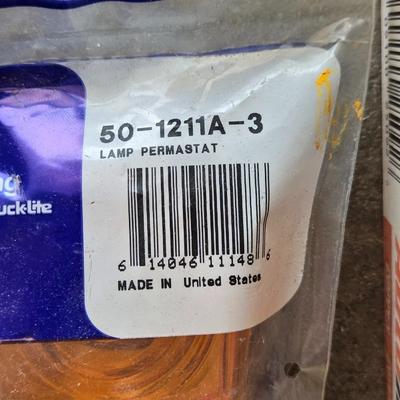 50-1211A-3
LAMP PERMASTAT
6 14046 11148 6
MADE IN United States